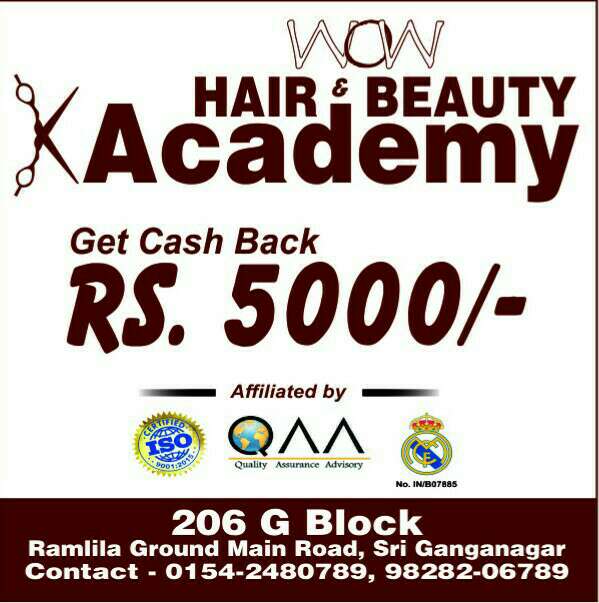 WOW
HAIR & BEAUTY
Academy
Get Cash Back
RS. 5000/-
Affiliated by
CERTIFIED
ISO
9001:2015
QAA
Quality Assurance Advisory
No. IN/B07885
206 G Block
Ramlila Ground Main Road, Sri Ganganagar
Contact - 0154-2480789, 98282-06789